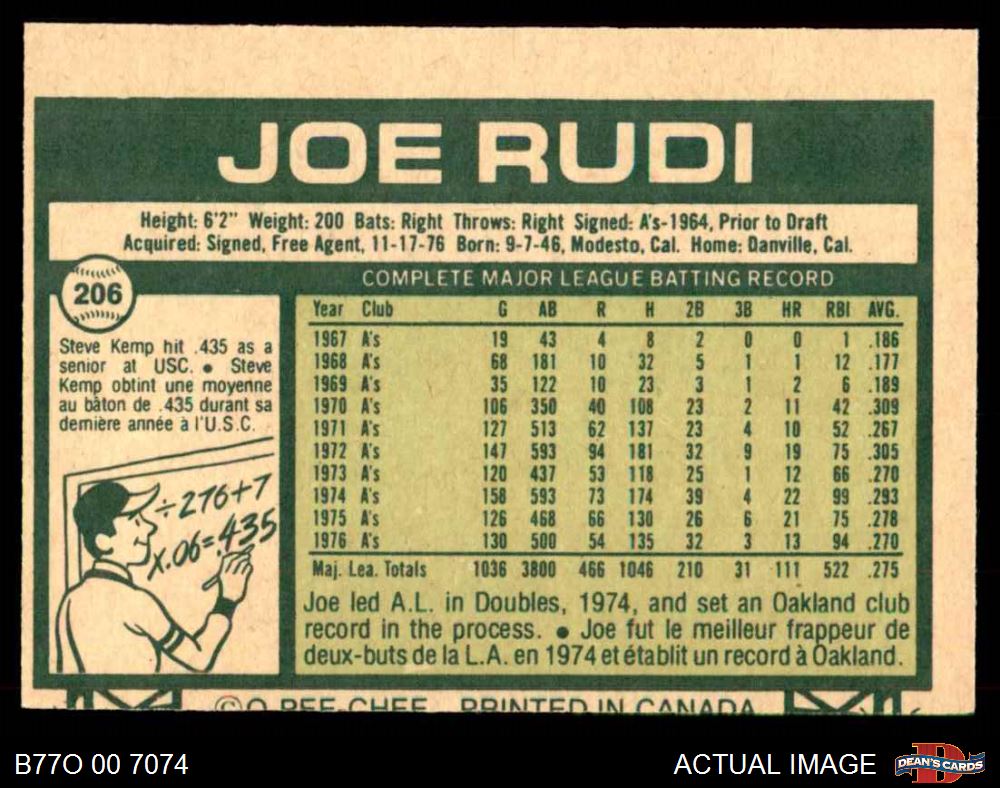 JOE RUDI
Height: 6'2" Weight: 200 Bats: Right Throws: Right Signed: A's-1964, Prior to Draft
Acquired: Signed, Free Agent, 11-17-76 Born: 9-7-46, Modesto, Cal. Home: Danville, Cal.
206
Steve Kemp hit .435 as a
senior at USC. ● Steve
Kemp obtint une moyenne
au bâton de .435 durant sa
dernière année à l'U.S.C.
÷276+7
x.06=.435
COMPLETE MAJOR LEAGUE BATTING RECORD
Year Club G AB R H 2B 3B HR RBI AVG.
1967 A's 19 43 4 8 2 0 0 1 .186
1968 A's 68 181 10 32 5 1 1 12 .177
1969 A's 35 122 10 23 3 1 2 6 .189
1970 A's 106 350 40 108 23 2 11 42 .309
1971 A's 127 513 62 137 23 4 10 52 .267
1972 A's 147 593 94 181 32 9 19 75 .305
1973 A's 120 437 53 118 25 1 12 66 .270
1974 A's 158 593 73 174 39 4 22 99 .293
1975 A's 126 468 66 130 26 6 21 75 .278
1976 A's 130 500 54 135 32 3 13 94 .270
Maj. Lea. Totals 1036 3800 466 1046 210 31 111 522 .275
Joe led A.L. in Doubles, 1974, and set an Oakland club
record in the process. ● Joe fut le meilleur frappeur de
deux-buts de la L.A. en 1974 et établit un record à Oakland.
© O-PEE-CHEE PRINTED IN CANADA
B77O 00 7074
ACTUAL IMAGE
DEAN'S CARDS